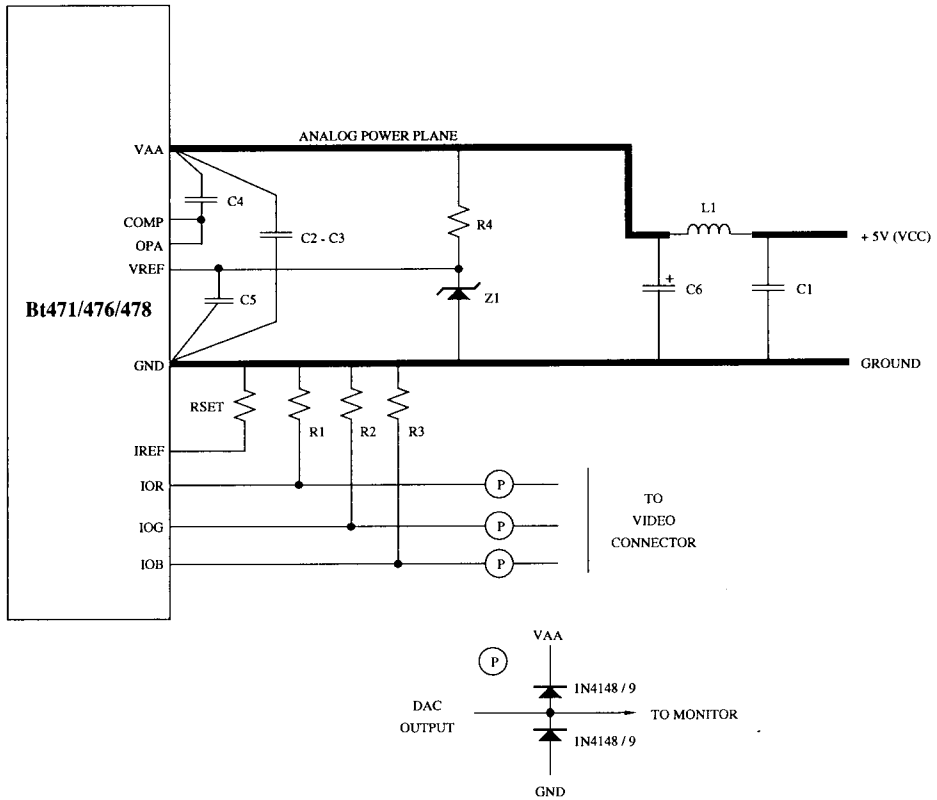 ANALOG POWER PLANE
VAA
C4
COMP
OPA
C2 - C3
R4
L1
+ 5V (VCC)
VREF
C5
Z1
+
C6
C1
Bt471/476/478
GND
GROUND
RSET
R1
R2
R3
IREF
IOR
P
IOG
P
IOB
P
TO
VIDEO
CONNECTOR
VAA
P
1N4148 / 9
DAC
OUTPUT
TO MONITOR
1N4148 / 9
GND